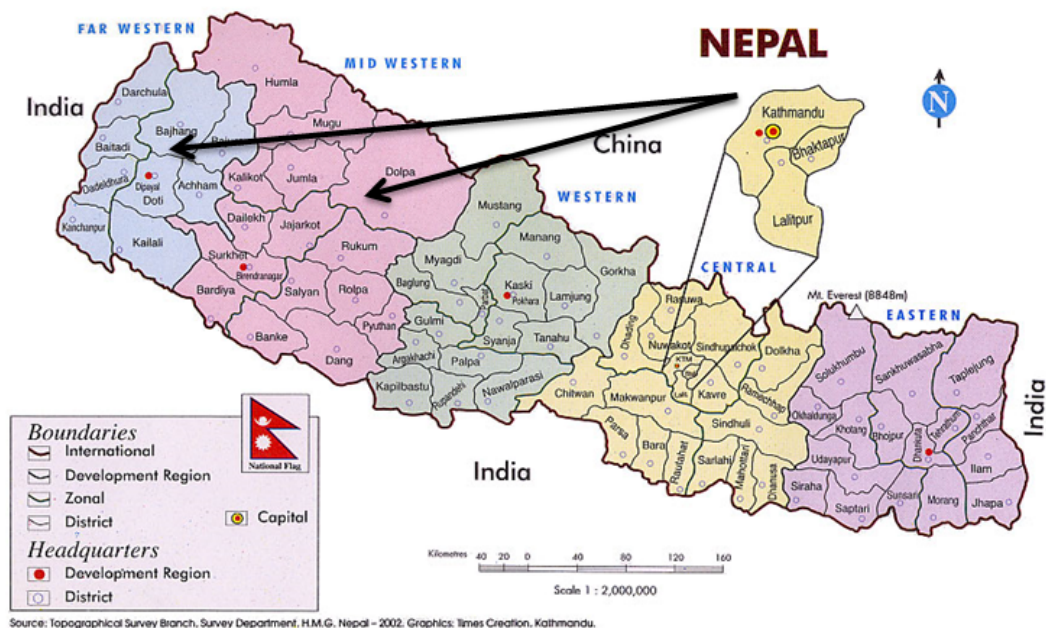 NEPAL
FAR WESTERN
MID WESTERN
WESTERN
CENTRAL
EASTERN
India
China
India
India
N
Mt. Everest (8848m)
Darchula
Bajhang
Baitadi
Dadeldhura
Dipayal
Doti
Achham
Kanchanpur
Kailali
Humla
Mugu
Dolpa
Jumla
Kalikot
Dailekh
Jajarkot
Rukum
Surkhet
Birendranagar
Salyan
Rolpa
Bardiya
Banke
Pyuthan
Dang
Mustang
Manang
Myagdi
Gorkha
Kaski
Pokhara
Lamjung
Baglung
Parbat
Gulmi
Syanja
Tanahu
Argakhachi
Palpa
Kapilbastu
Rupandehi
Nawalparasi
Kathmandu
Bhaktapur
Lalitpur
Rasuwa
Dhading
Nuwakot
Sindhupalchok
Dolkha
KTM
Kavre
Ramechhap
Chitwan
Makwanpur
Sindhuli
Parsa
Bara
Rautahat
Sarlahi
Mahottari
Dhanusa
Solukhumbu
Sankhuwasabha
Taplejung
Okhaldunga
Khotang
Bhojpur
Dhankuta
Tehrathum
Panchthar
Udayapur
Ilam
Siraha
Saptari
Sunsari
Morang
Jhapa
Boundaries
International
Development Region
Zonal
District
Capital
Headquarters
Development Region
District
National Flag
Kilometres
40 20 0 40 80 120 160
Scale 1 : 2,000,000
Source: Topographical Survey Branch, Survey Department, H.M.G. Nepal – 2002. Graphics: Times Creation, Kathmandu.